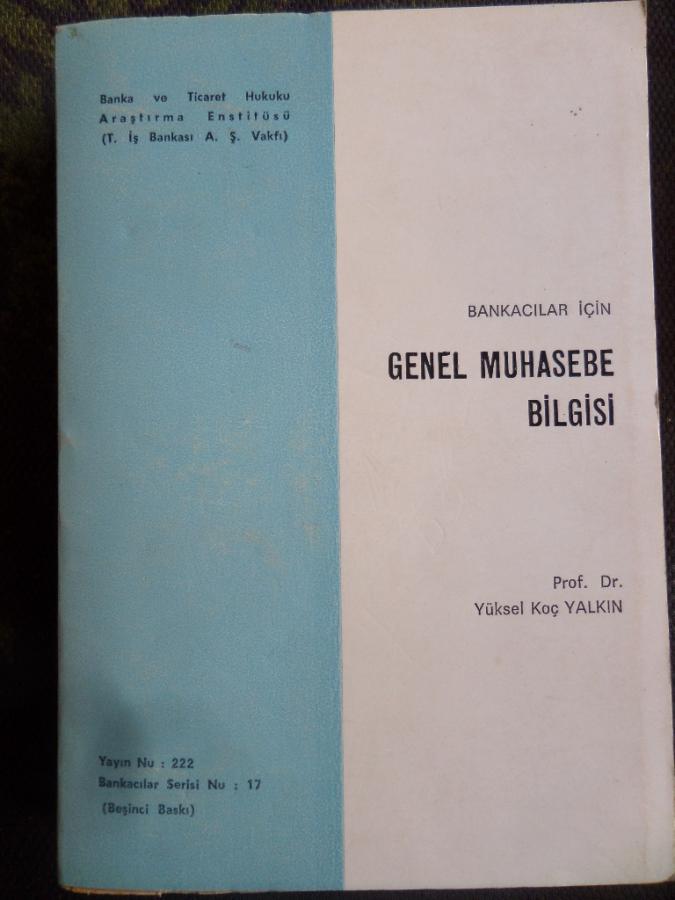 Banka ve Ticaret Hukuku
Araştırma Enstitüsü
(T. İş Bankası A. Ş. Vakfı)
BANKACILAR İÇİN
GENEL MUHASEBE
BİLGİSİ
Prof. Dr.
Yüksel Koç YALKIN
Yayın Nu : 222
Bankacılar Serisi Nu : 17
(Beşinci Baskı)